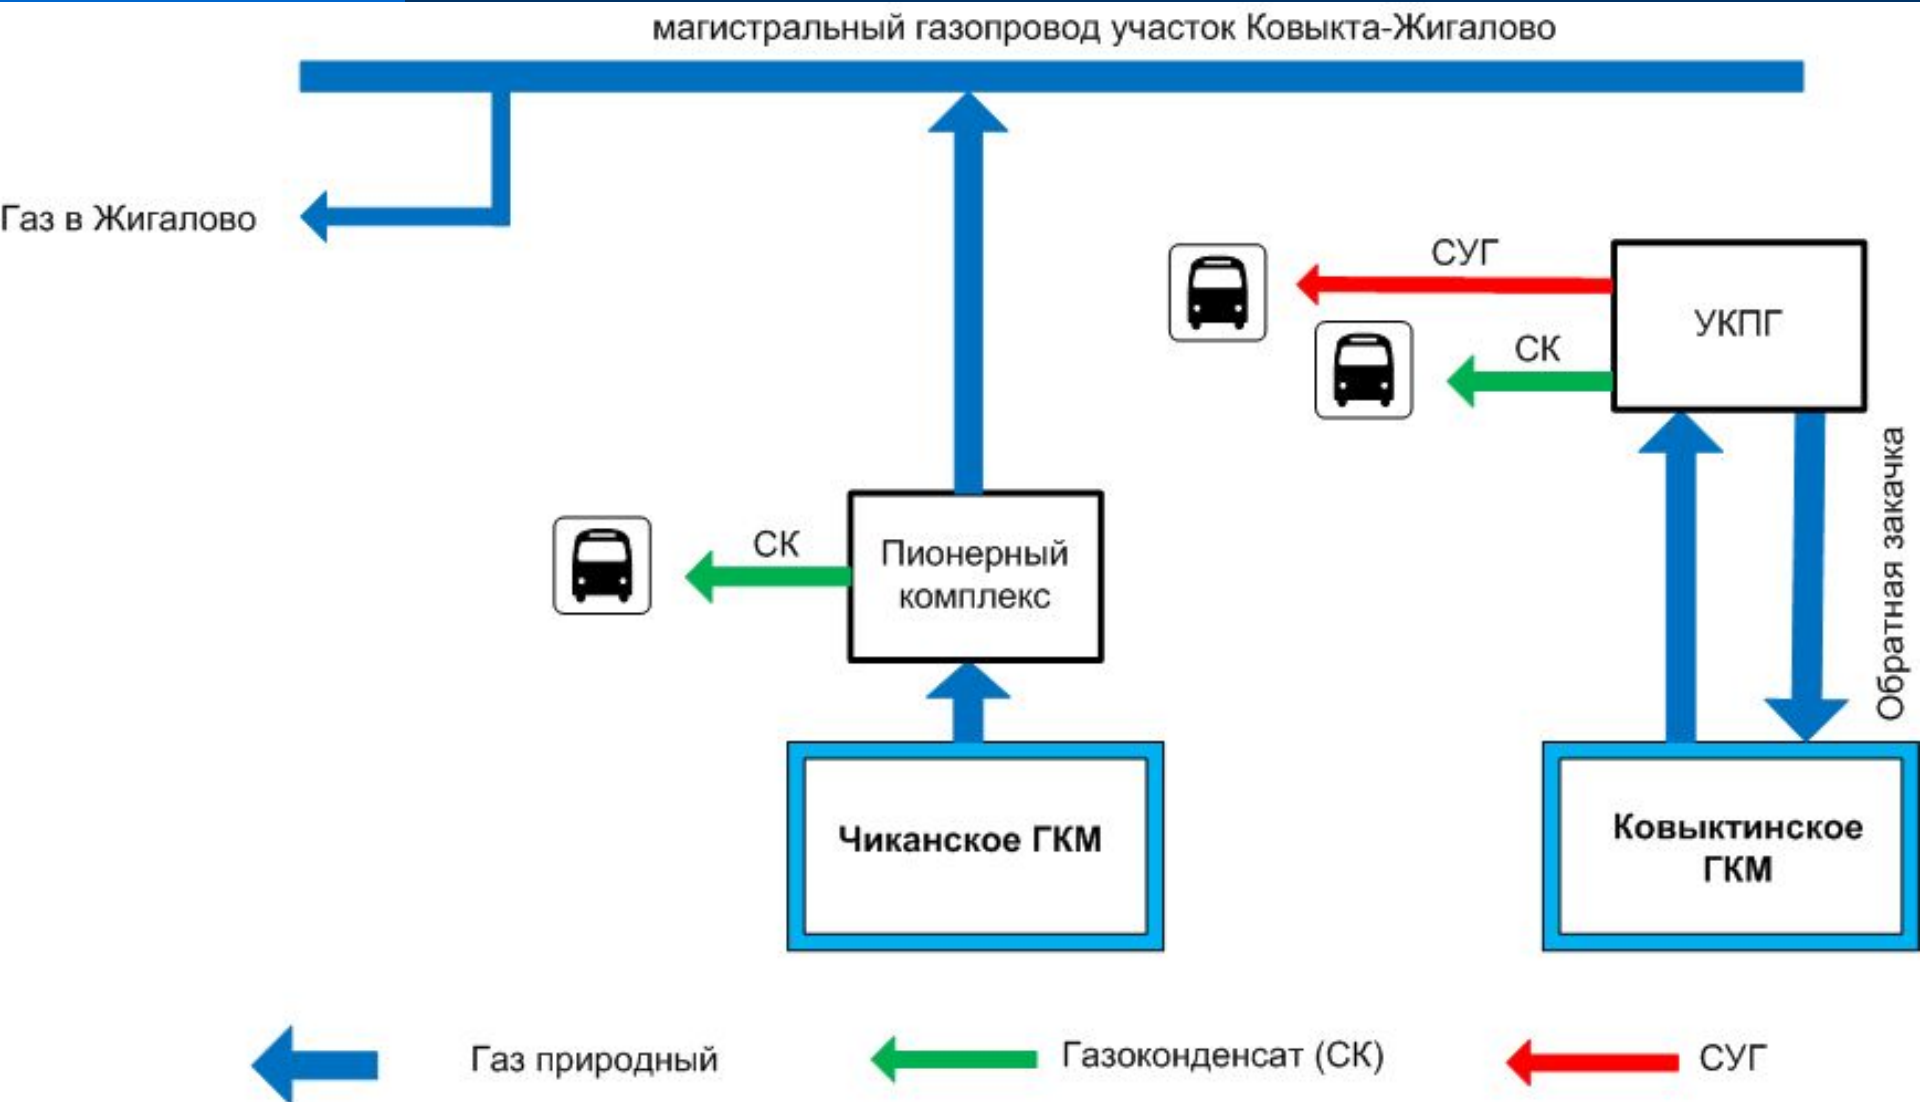 магистральный газопровод участок Ковыкта-Жигалово
Газ в Жигалово
СУГ
УКПГ
СК
Обратная закачка
СК
Пионерный
комплекс
Чиканское ГКМ
Ковыктинское
ГКМ
Газ природный
Газоконденсат (СК)
СУГ